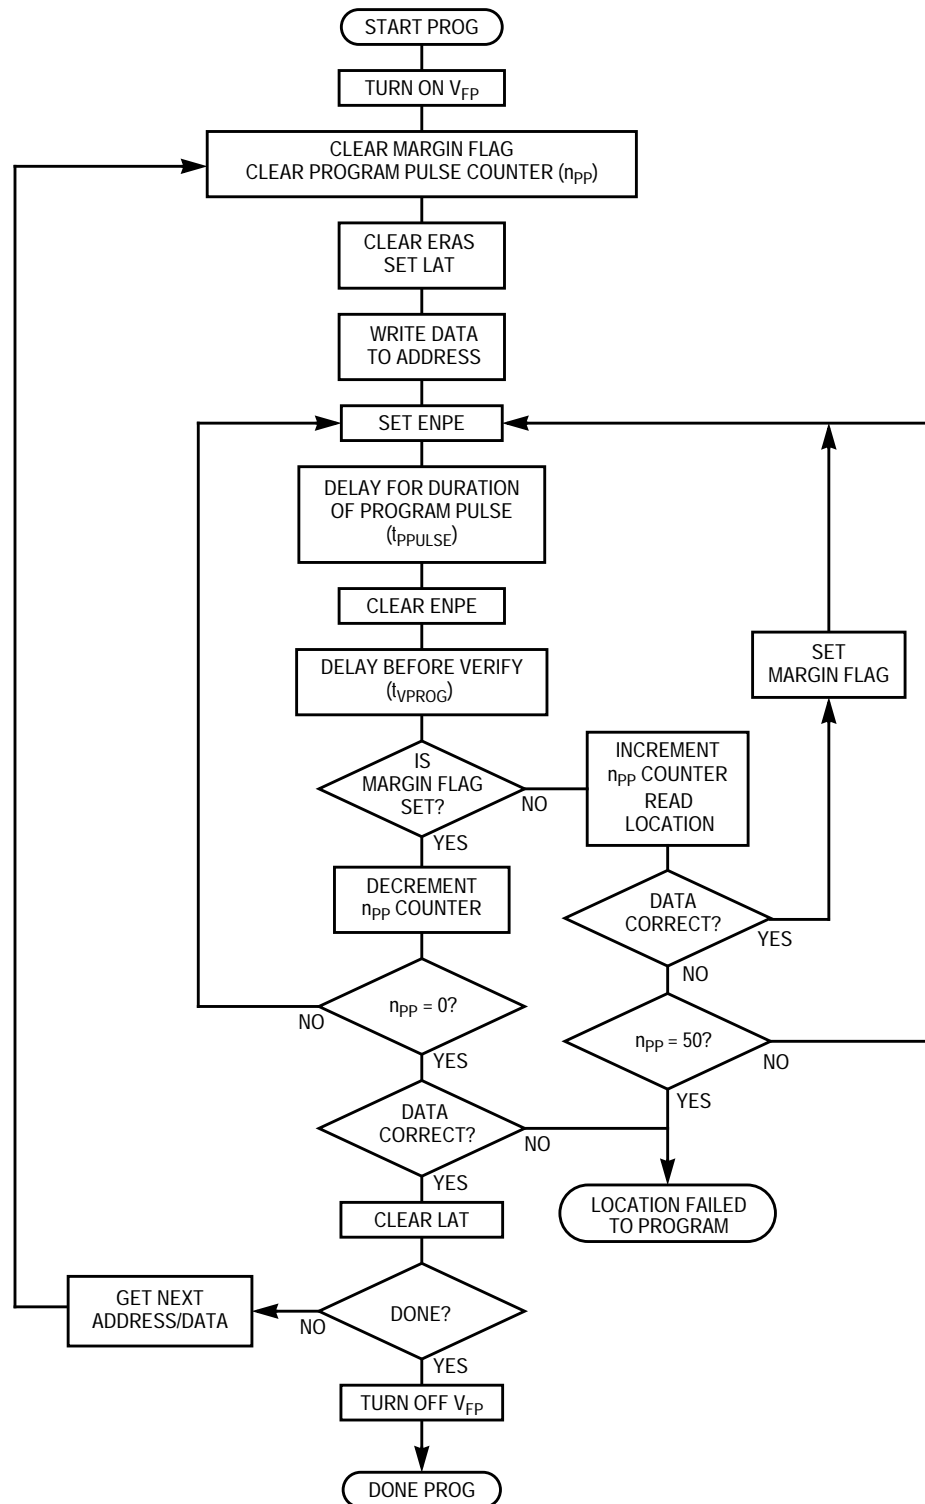 START PROG
TURN ON VFP
CLEAR MARGIN FLAG
CLEAR PROGRAM PULSE COUNTER (nPP)
CLEAR ERAS
SET LAT
WRITE DATA
TO ADDRESS
SET ENPE
DELAY FOR DURATION
OF PROGRAM PULSE
(tPPULSE)
CLEAR ENPE
DELAY BEFORE VERIFY
(tVPROG)
SET
MARGIN FLAG
IS
MARGIN FLAG
SET?
NO
YES
INCREMENT
nPP COUNTER
READ
LOCATION
DECREMENT
nPP COUNTER
DATA
CORRECT?
YES
NO
nPP = 0?
NO
YES
nPP = 50?
NO
YES
DATA
CORRECT?
NO
YES
LOCATION FAILED
TO PROGRAM
CLEAR LAT
GET NEXT
ADDRESS/DATA
DONE?
NO
YES
TURN OFF VFP
DONE PROG